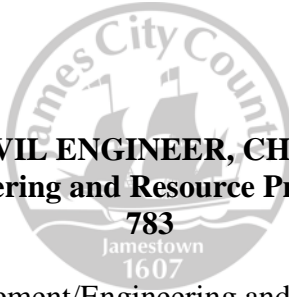 James City County
VIL ENGINEER, CH
ering and Resource Pr
783
Jamestown
1607
pment/Engineering and